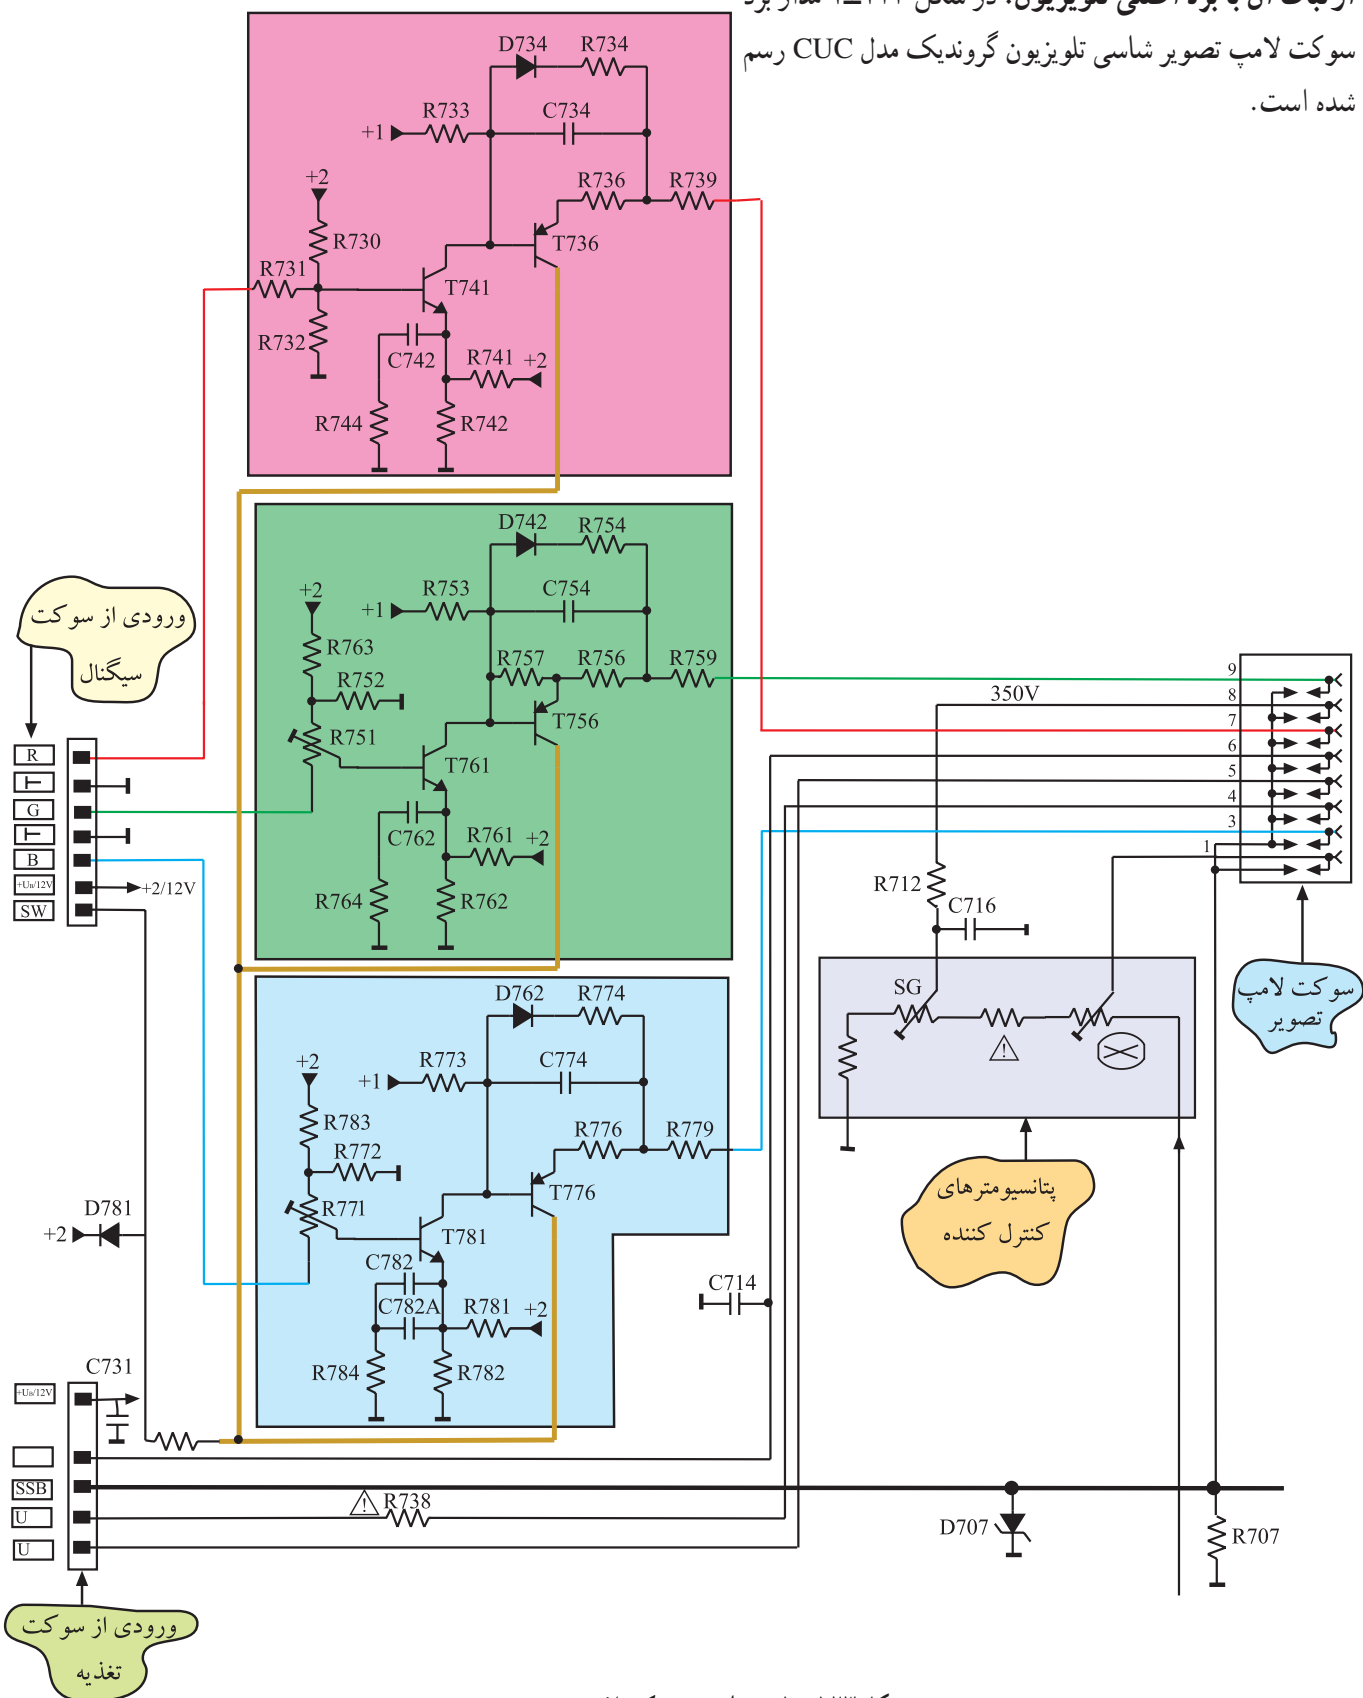 سوکت لامپ تصویر شاسی تلویزیون گروندیک مدل CUC رسم
شده است.
D734
R734
R733
C734
+1
R736
R739
+2
R730
T736
R731
T741
R732
C742
R741
+2
R744
R742
D742
R754
R753
C754
+1
+2
R763
R757
R756
R759
R752
T756
R751
T761
C762
R761
+2
R764
R762
ورودی از سوکت
سیگنال
R
G
B
+UB/12V
+2/12V
SW
350V
9
8
7
6
5
4
3
1
R712
C716
SG
سوکت لامپ
تصویر
D762
R774
R773
C774
+1
+2
R783
R776
R779
R772
T776
R771
T781
C782
C782A
R781
+2
R784
R782
D781
+2
پتانسیومترهای
کنترل کننده
!
C714
C731
+UB/12V
SSB
U
U
!
R738
D707
R707
ورودی از سوکت
تغذیه